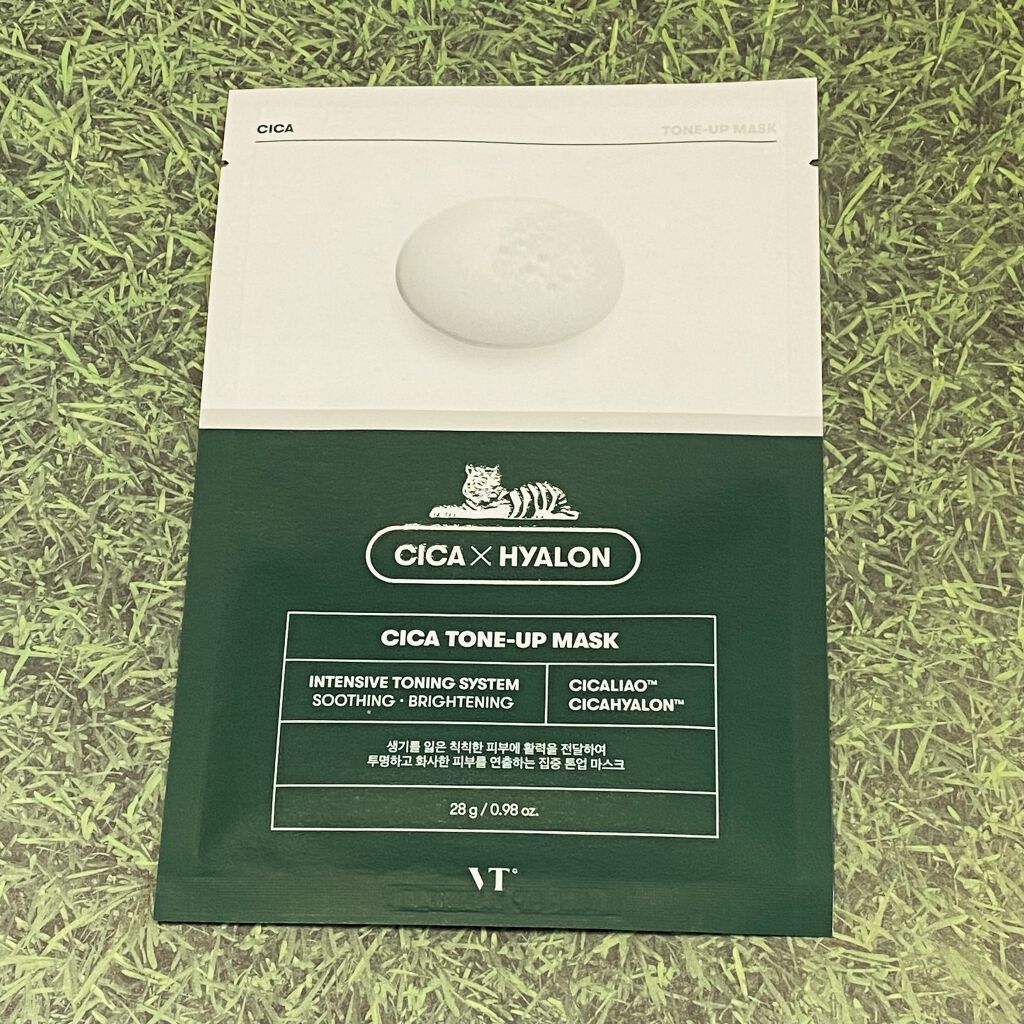 CICA
TONE-UP MASK
CICA × HYALON
CICA TONE-UP MASK
INTENSIVE TONING SYSTEM
SOOTHING · BRIGHTENING
CICALIAO™
CICAHYALON™
생기를 잃은 칙칙한 피부에 활력을 전달하여
투명하고 화사한 피부를 연출하는 집중 톤업 마스크
28 g / 0.98 oz.
VT°